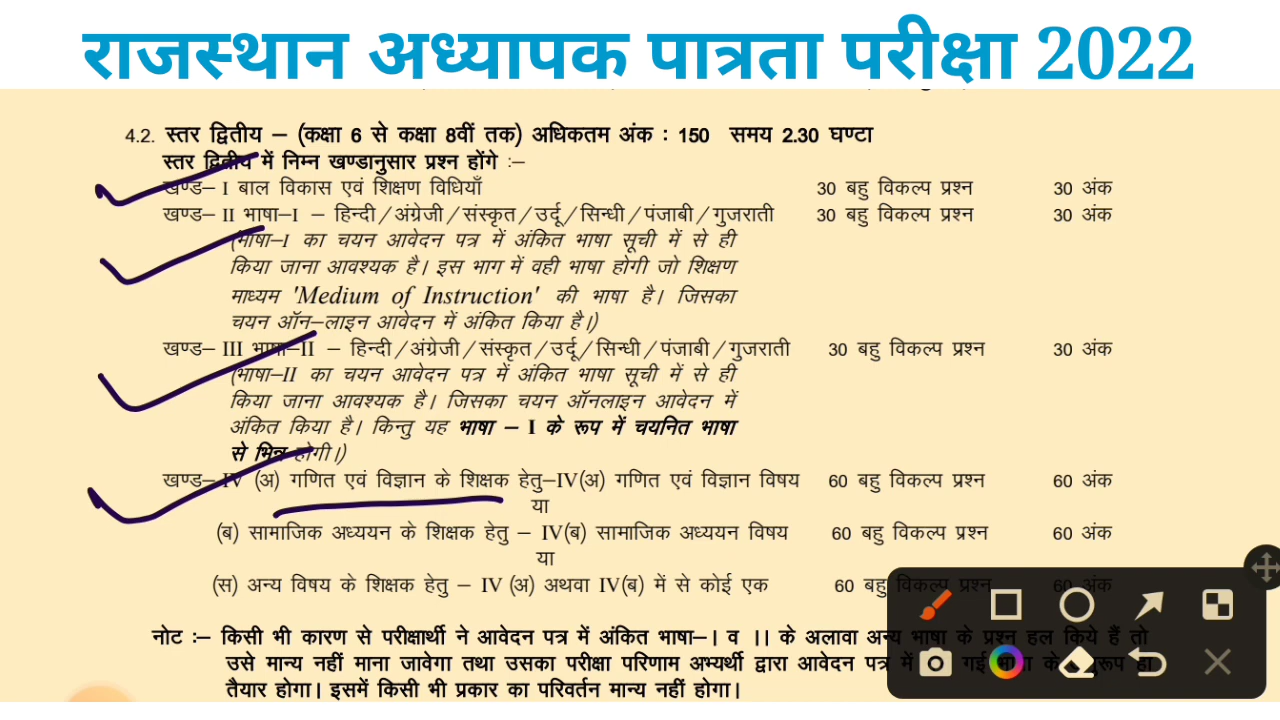 राजस्थान अध्यापक पात्रता परीक्षा 2022
4.2. स्तर द्वितीय – (कक्षा 6 से कक्षा 8वीं तक) अधिकतम अंक : 150 समय 2.30 घण्टा
स्तर द्वितीय में निम्न खण्डानुसार प्रश्न होंगे :–
खण्ड– I बाल विकास एवं शिक्षण विधियाँ 30 बहु विकल्प प्रश्न 30 अंक
खण्ड– II भाषा–I – हिन्दी/अंग्रेजी/संस्कृत/उर्दू/सिन्धी/पंजाबी/गुजराती 30 बहु विकल्प प्रश्न 30 अंक
(भाषा–I का चयन आवेदन पत्र में अंकित भाषा सूची में से ही
किया जाना आवश्यक है। इस भाग में वही भाषा होगी जो शिक्षण
माध्यम 'Medium of Instruction' की भाषा है। जिसका
चयन ऑन–लाइन आवेदन में अंकित किया है।)
खण्ड– III भाषा–II – हिन्दी/अंग्रेजी/संस्कृत/उर्दू/सिन्धी/पंजाबी/गुजराती 30 बहु विकल्प प्रश्न 30 अंक
(भाषा–II का चयन आवेदन पत्र में अंकित भाषा सूची में से ही
किया जाना आवश्यक है। जिसका चयन ऑनलाइन आवेदन में
अंकित किया है। किन्तु यह भाषा – I के रूप में चयनित भाषा
से भिन्न होगी।)
खण्ड– IV (अ) गणित एवं विज्ञान के शिक्षक हेतु–IV(अ) गणित एवं विज्ञान विषय 60 बहु विकल्प प्रश्न 60 अंक
या
(ब) सामाजिक अध्ययन के शिक्षक हेतु – IV(ब) सामाजिक अध्ययन विषय 60 बहु विकल्प प्रश्न 60 अंक
या
(स) अन्य विषय के शिक्षक हेतु – IV (अ) अथवा IV(ब) में से कोई एक 60 बहु विकल्प प्रश्न 60 अंक
नोट :– किसी भी कारण से परीक्षार्थी ने आवेदन पत्र में अंकित भाषा–। व ।। के अलावा अन्य भाषा के प्रश्न हल किये हैं तो
उसे मान्य नहीं माना जावेगा तथा उसका परीक्षा परिणाम अभ्यर्थी द्वारा आवेदन पत्र में गई भाषा के
तैयार होगा। इसमें किसी भी प्रकार का परिवर्तन मान्य नहीं होगा।